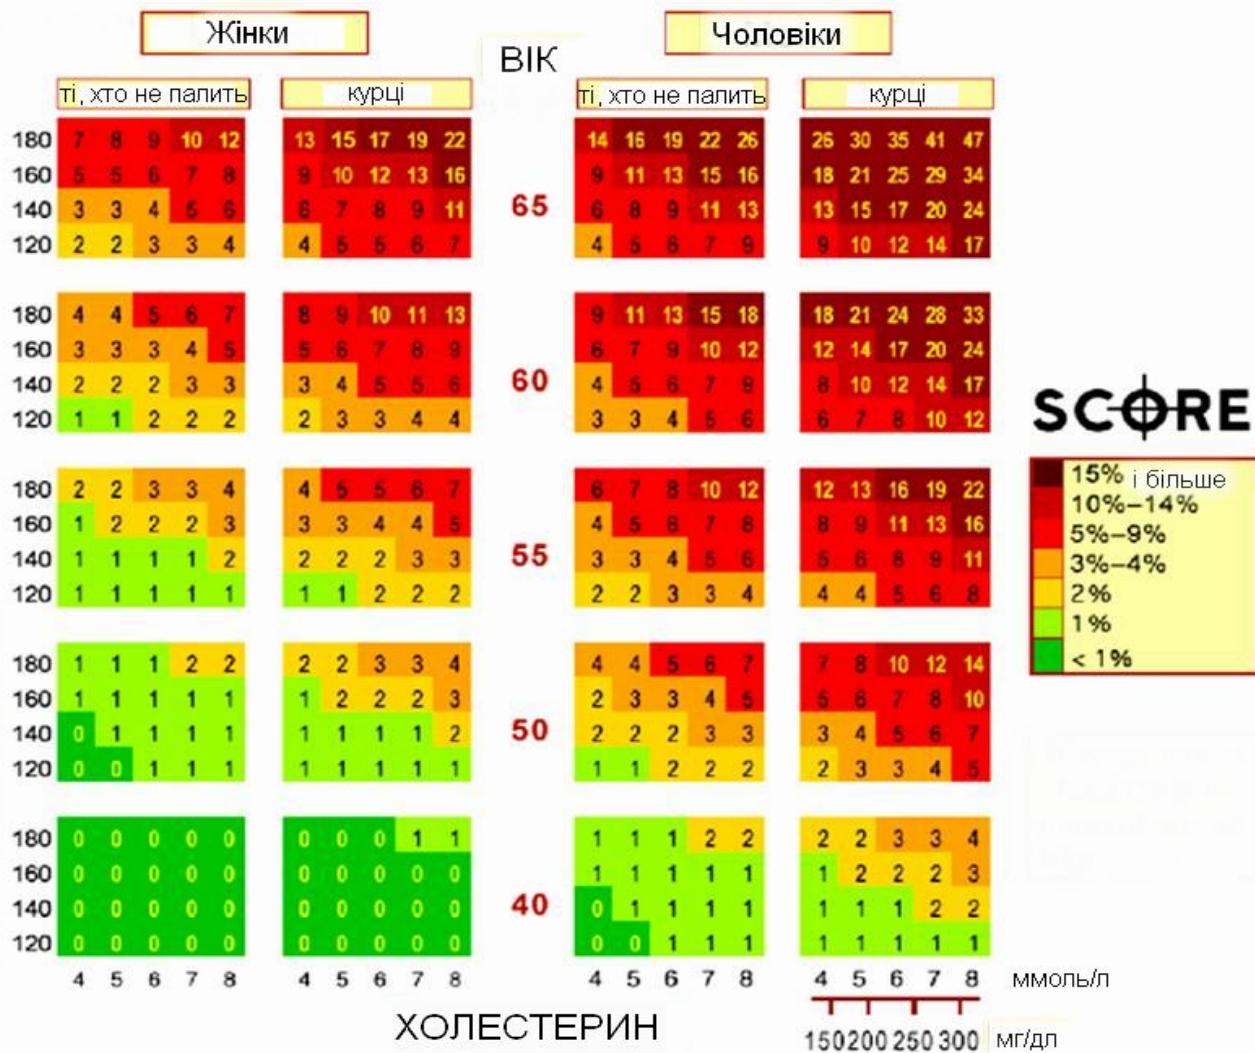 Жінки
Чоловіки
ВІК
ті, хто не палить
курці
ті, хто не палить
курці
180 7 8 9 10 12 13 15 17 19 22 14 16 19 22 26 26 30 35 41 47
160 5 5 6 7 8 9 10 12 13 16 9 11 13 15 16 18 21 25 29 34
65
140 3 3 4 5 6 6 7 8 9 11 6 8 9 11 13 13 15 17 20 24
120 2 2 3 3 4 4 5 5 6 7 4 5 6 7 9 9 10 12 14 17
180 4 4 5 6 7 8 9 10 11 13 9 11 13 15 18 18 21 24 28 33
160 3 3 3 4 5 5 6 7 8 9 6 7 9 10 12 12 14 17 20 24
60
140 2 2 2 3 3 3 4 5 5 6 4 5 6 7 9 8 10 12 14 17
120 1 1 2 2 2 2 3 3 4 4 3 3 4 5 6 6 7 8 10 12
180 2 2 3 3 4 4 5 5 6 7 6 7 8 10 12 12 13 16 19 22
160 1 2 2 2 3 3 3 4 4 5 4 5 6 7 8 8 9 11 13 16
55
140 1 1 1 1 2 2 2 2 3 3 3 3 4 5 6 5 6 8 9 11
120 1 1 1 1 1 1 1 2 2 2 2 2 3 3 4 4 4 5 6 8
180 1 1 1 2 2 2 2 3 3 4 4 4 5 6 7 7 8 10 12 14
160 1 1 1 1 1 1 2 2 2 3 2 3 3 4 5 5 6 7 8 10
50
140 0 1 1 1 1 1 1 1 1 2 2 2 2 3 3 3 4 5 6 7
120 0 0 1 1 1 1 1 1 1 1 1 1 2 2 2 2 3 3 4 5
180 0 0 0 0 0 0 0 0 1 1 1 1 1 2 2 2 2 3 3 4
160 0 0 0 0 0 0 0 0 0 0 1 1 1 1 1 1 2 2 2 3
40
140 0 0 0 0 0 0 0 0 0 0 0 1 1 1 1 1 1 1 2 2
120 0 0 0 0 0 0 0 0 0 0 0 0 1 1 1 1 1 1 1 1
4 5 6 7 8 4 5 6 7 8 4 5 6 7 8 4 5 6 7 8 ммоль/л
ХОЛЕСТЕРИН
150 200 250 300 мг/дл
SCORE
15% і більше
10%–14%
5%–9%
3%–4%
2%
1%
< 1%